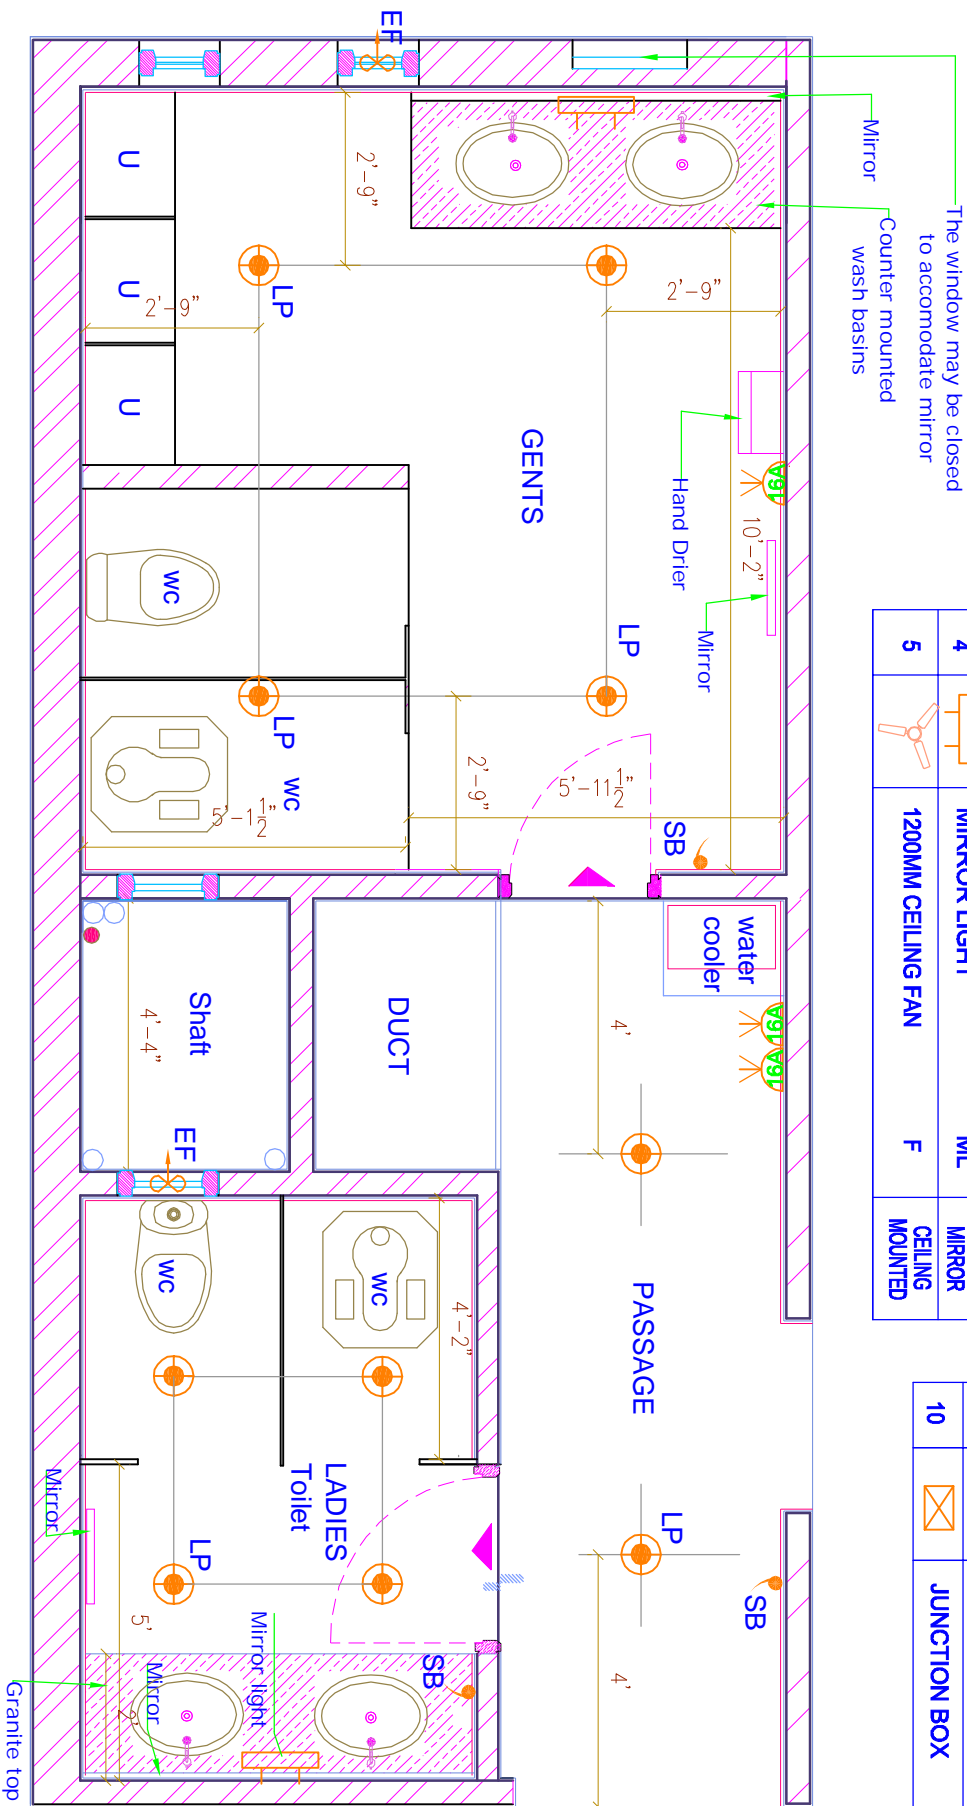 The window may be closed
to accomodate mirror
Mirror
Counter mounted
wash basins
EF
4
MIRROR LIGHT
ML
MIRROR
5
1200MM CEILING FAN
F
CEILING
MOUNTED
10
JUNCTION BOX
2'-9"
2'-9"
2'-9"
U
U
U
LP
GENTS
Hand Drier
16A
10'-2"
Mirror
LP
LP
wc
wc
2'-9"
5'-11½"
5'-1½"
SB
water
cooler
16A
16A
DUCT
Shaft
4'-4"
4'
EF
PASSAGE
wc
wc
4'-2"
LADIES
Toilet
LP
LP
SB
4'
Mirror
5'
Mirror light
SB
Mirror
2'
Granite top